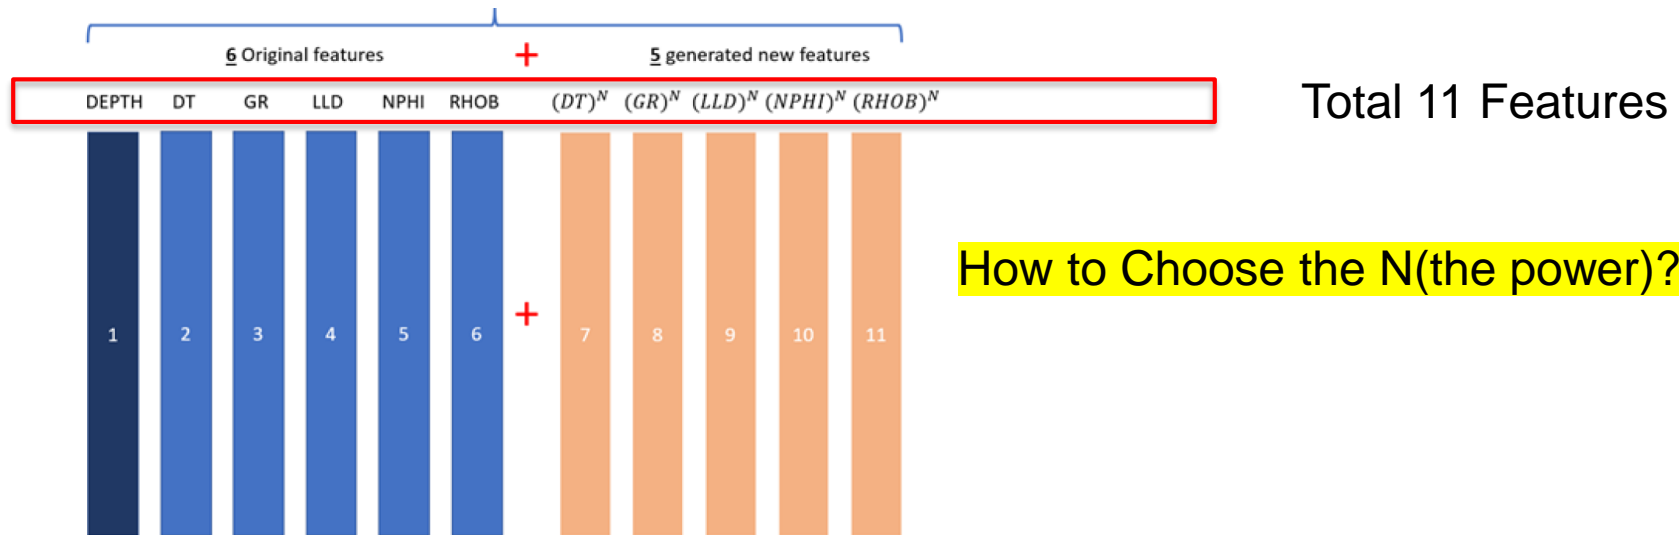 6 Original features + 5 generated new features
DEPTH DT GR LLD NPHI RHOB (DT)^N (GR)^N (LLD)^N (NPHI)^N (RHOB)^N
Total 11 Features
How to Choose the N(the power)?
1 2 3 4 5 6 + 7 8 9 10 11